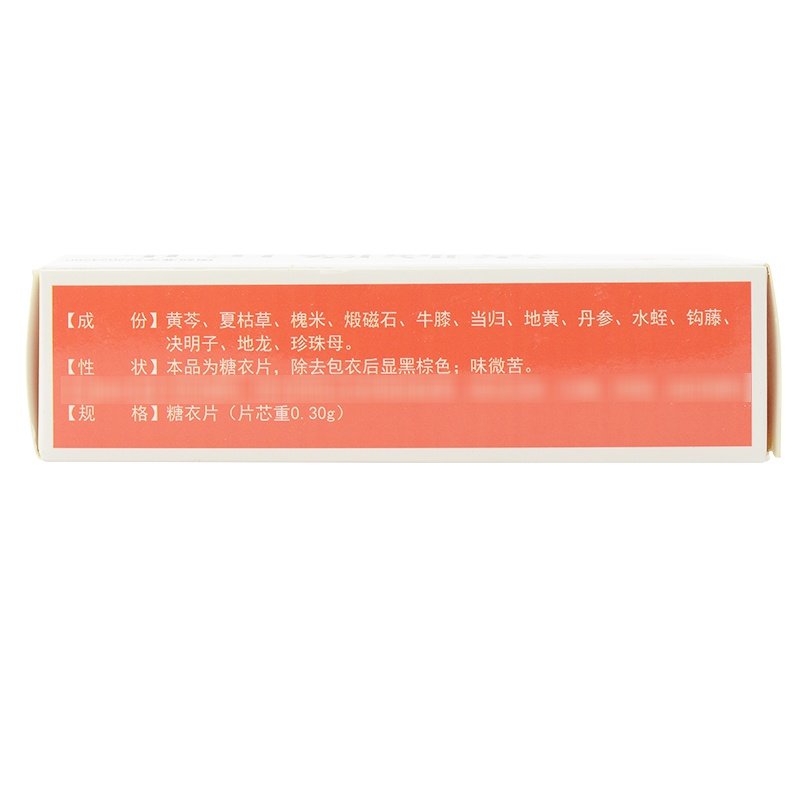 【成　　份】黄芩、夏枯草、槐米、煅磁石、牛膝、当归、地黄、丹参、水蛭、钩藤、
决明子、地龙、珍珠母。
【性　　状】本品为糖衣片，除去包衣后显黑棕色；味微苦。
【规　　格】糖衣片（片芯重0.30g）